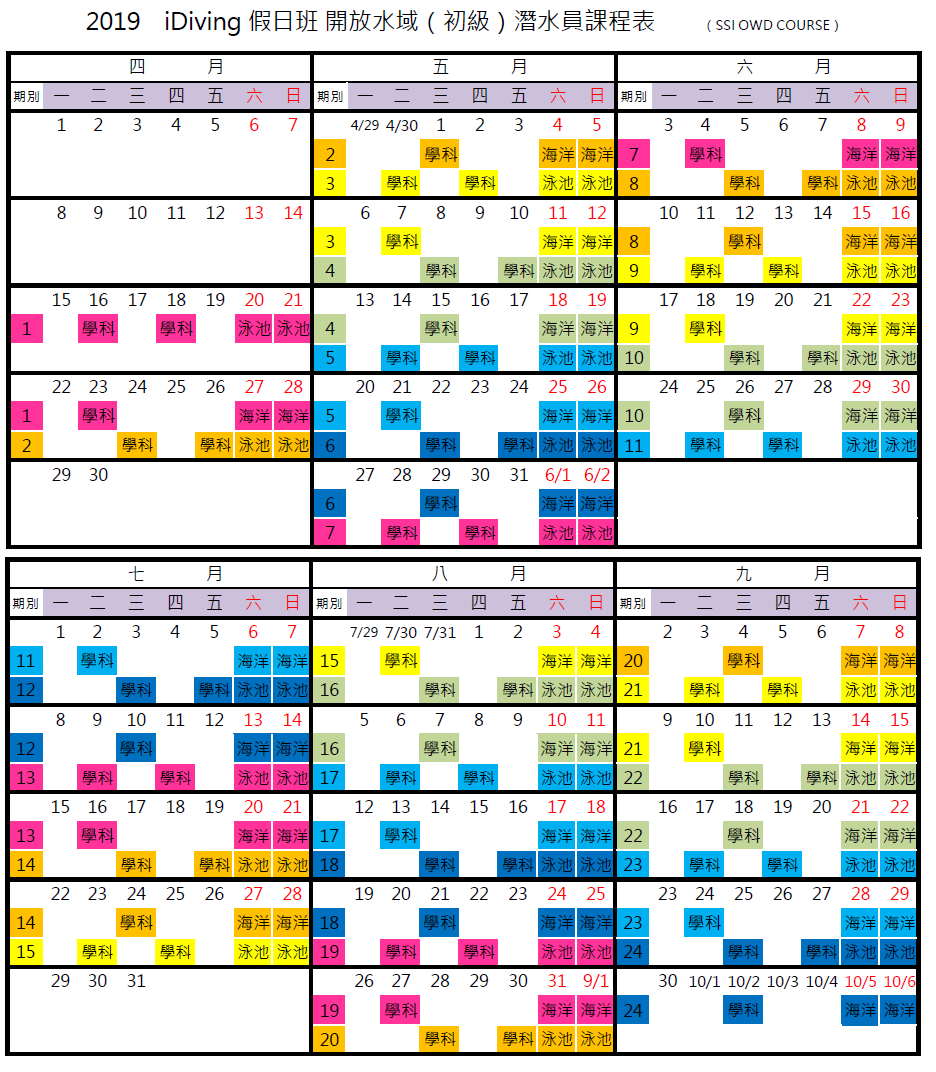 2019 iDiving 假日班 開放水域（初級）潛水員課程表 （SSI OWD COURSE）
四 月 五 月 六 月
期別 一 二 三 四 五 六 日 期別 一 二 三 四 五 六 日 期別 一 二 三 四 五 六 日
1 2 3 4 5 6 7 4/29 4/30 1 2 3 4 5 3 4 5 6 7 8 9
2 學科 海洋 海洋 7 學科 海洋 海洋
3 學科 學科 泳池 泳池 8 學科 學科 泳池 泳池
8 9 10 11 12 13 14 6 7 8 9 10 11 12 10 11 12 13 14 15 16
3 學科 海洋 海洋 8 學科 海洋 海洋
4 學科 學科 泳池 泳池 9 學科 學科 泳池 泳池
15 16 17 18 19 20 21 13 14 15 16 17 18 19 17 18 19 20 21 22 23
1 學科 學科 泳池 泳池 4 學科 海洋 海洋 9 學科 海洋 海洋
5 學科 學科 泳池 泳池 10 學科 學科 泳池 泳池
22 23 24 25 26 27 28 20 21 22 23 24 25 26 24 25 26 27 28 29 30
1 學科 海洋 海洋 5 學科 海洋 海洋 10 學科 海洋 海洋
2 學科 學科 泳池 泳池 6 學科 學科 泳池 泳池 11 學科 學科 泳池 泳池
29 30 27 28 29 30 31 6/1 6/2
6 學科 海洋 海洋
7 學科 學科 泳池 泳池
七 月 八 月 九 月
期別 一 二 三 四 五 六 日 期別 一 二 三 四 五 六 日 期別 一 二 三 四 五 六 日
1 2 3 4 5 6 7 7/29 7/30 7/31 1 2 3 4 2 3 4 5 6 7 8
11 學科 海洋 海洋 15 學科 海洋 海洋 20 學科 海洋 海洋
12 學科 學科 泳池 泳池 16 學科 學科 泳池 泳池 21 學科 學科 泳池 泳池
8 9 10 11 12 13 14 5 6 7 8 9 10 11 9 10 11 12 13 14 15
12 學科 海洋 海洋 16 學科 海洋 海洋 21 學科 海洋 海洋
13 學科 學科 泳池 泳池 17 學科 學科 泳池 泳池 22 學科 學科 泳池 泳池
15 16 17 18 19 20 21 12 13 14 15 16 17 18 16 17 18 19 20 21 22
13 學科 海洋 海洋 17 學科 海洋 海洋 22 學科 海洋 海洋
14 學科 學科 泳池 泳池 18 學科 學科 泳池 泳池 23 學科 學科 泳池 泳池
22 23 24 25 26 27 28 19 20 21 22 23 24 25 23 24 25 26 27 28 29
14 學科 海洋 海洋 18 學科 海洋 海洋 23 學科 海洋 海洋
15 學科 學科 泳池 泳池 19 學科 學科 泳池 泳池 24 學科 學科 泳池 泳池
29 30 31 26 27 28 29 30 31 9/1 30 10/1 10/2 10/3 10/4 10/5 10/6
19 學科 海洋 海洋 24 學科 海洋 海洋
20 學科 學科 泳池 泳池